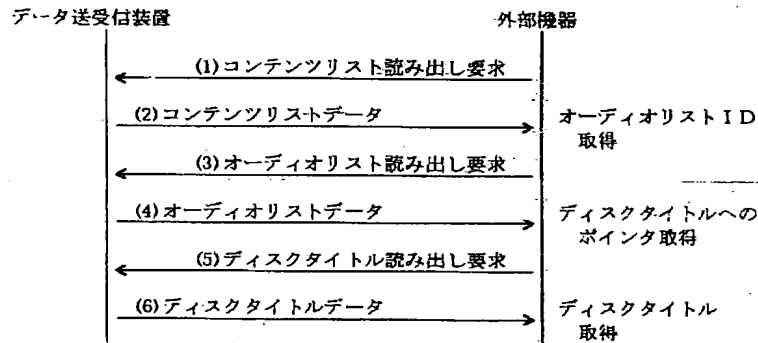 データ送受信装置
外部機器
(1)コンテンツリスト読み出し要求
(2)コンテンツリストデータ
オーディオリストID
取得
(3)オーディオリスト読み出し要求
(4)オーディオリストデータ
ディスクタイトルへの
ポインタ取得
(5)ディスクタイトル読み出し要求
(6)ディスクタイトルデータ
ディスクタイトル
取得